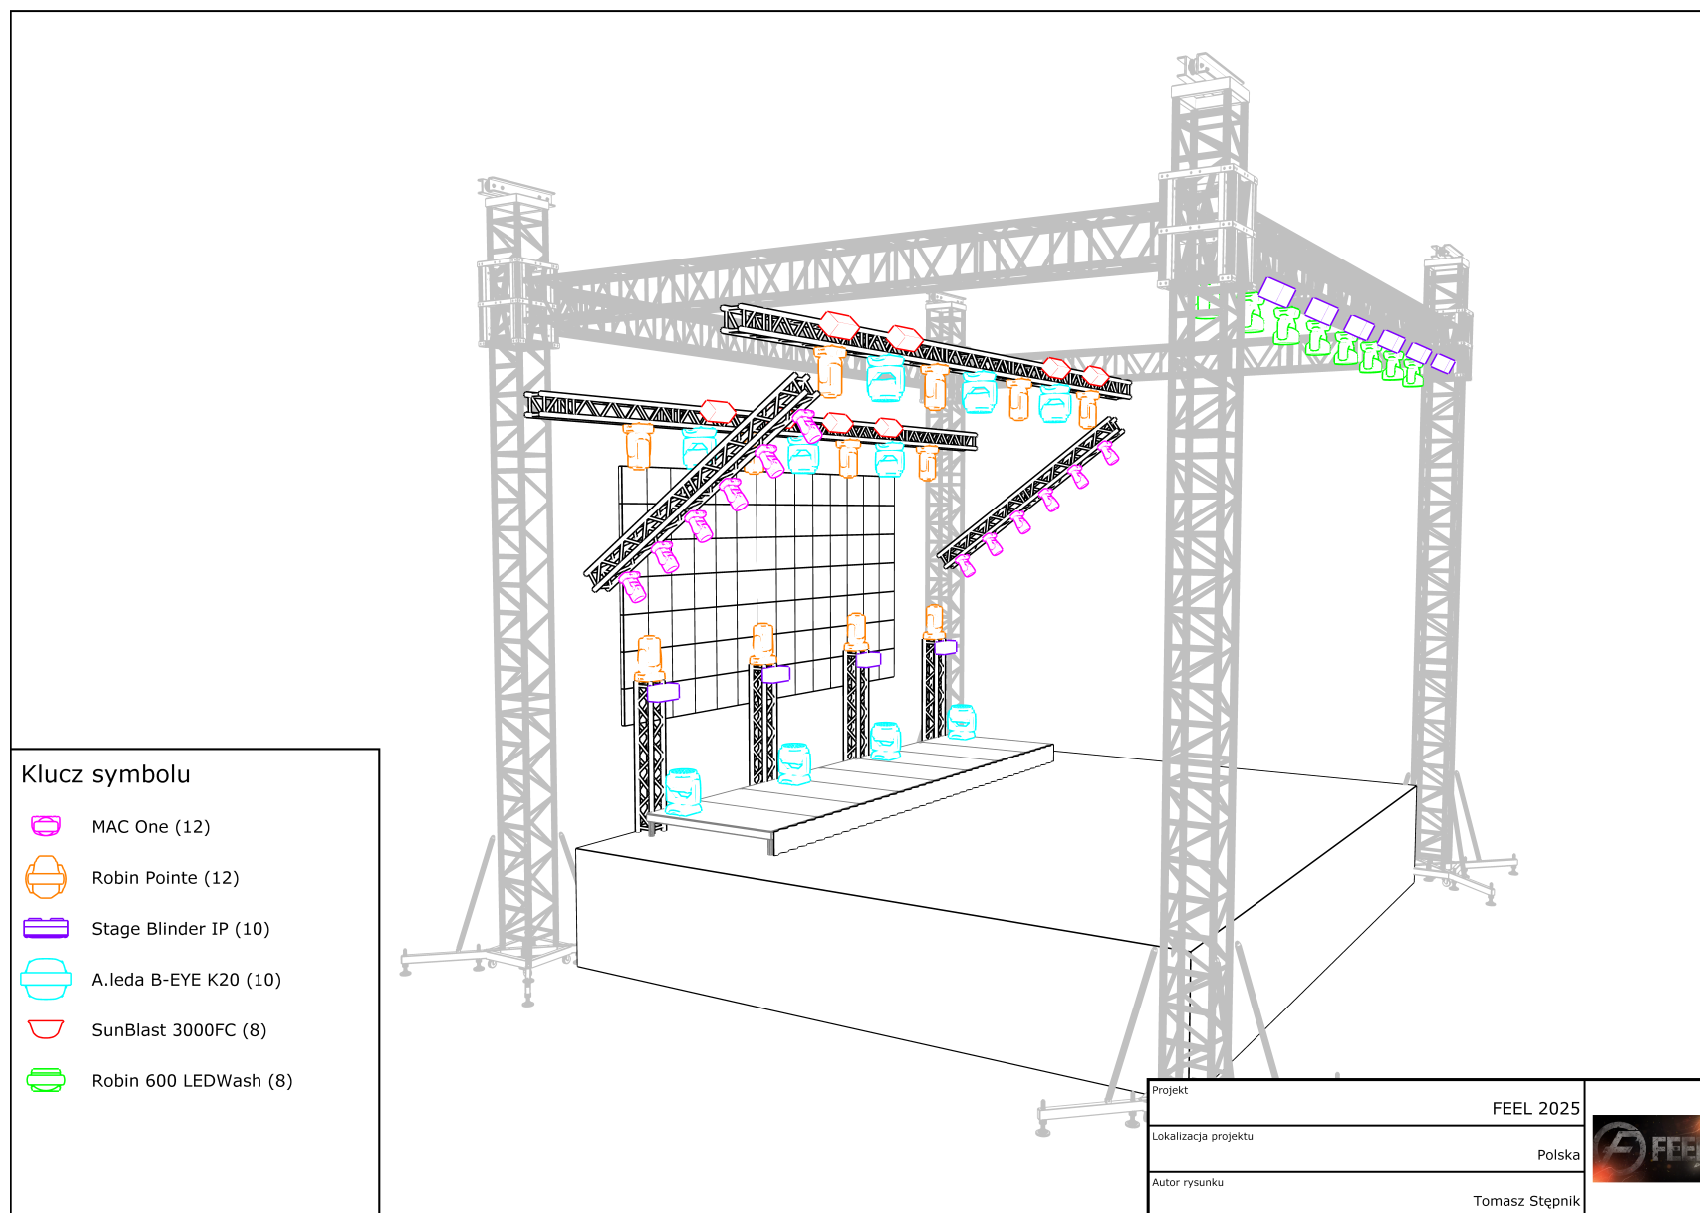 Klucz symbolu
MAC One (12)
Robin Pointe (12)
Stage Blinder IP (10)
A.leda B-EYE K20 (10)
SunBlast 3000FC (8)
Robin 600 LEDWash (8)
Projekt
FEEL 2025
Lokalizacja projektu
Polska
Autor rysunku
Tomasz Stępnik